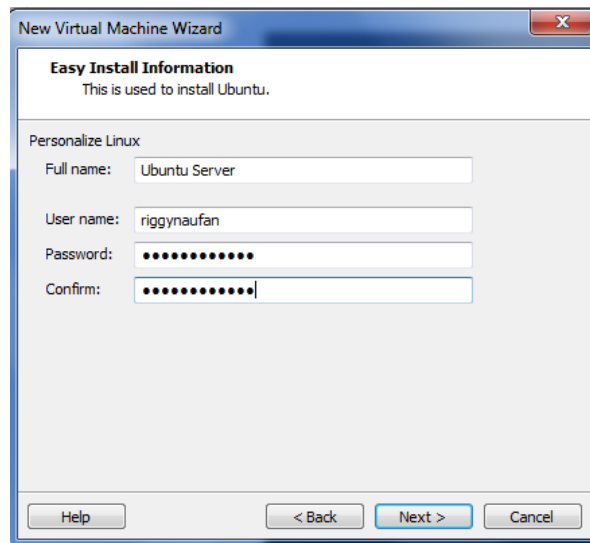 New Virtual Machine Wizard
Easy Install Information
This is used to install Ubuntu.
Personalize Linux
Full name: Ubuntu Server
User name: riggynaufan
Password: ●●●●●●●●●●●●
Confirm: ●●●●●●●●●●●●
Help < Back Next > Cancel